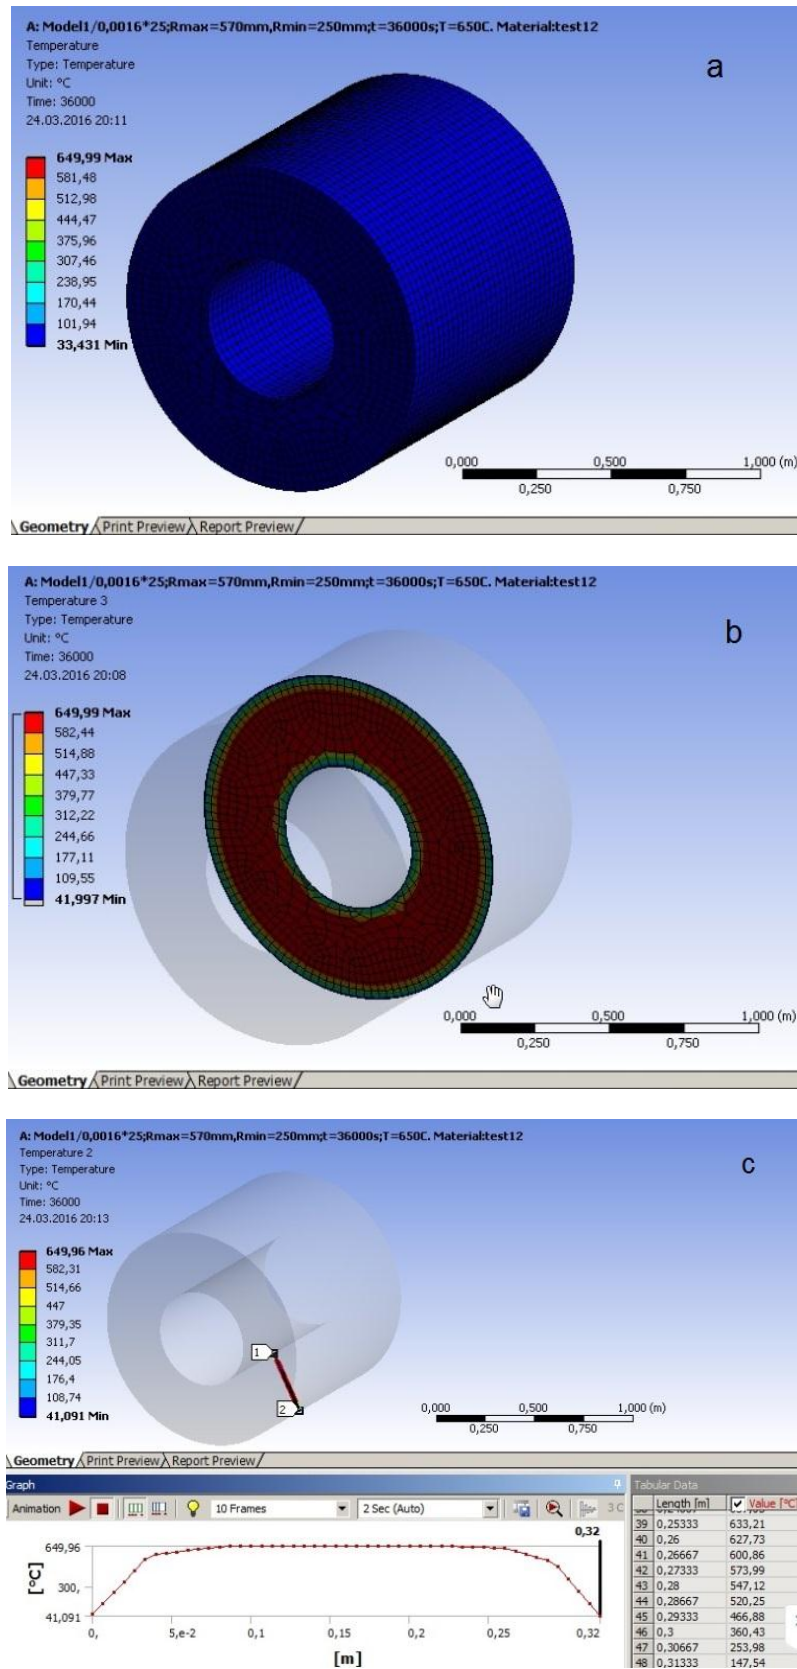 A: Model1/0,0016*25;Rmax=570mm,Rmin=250mm;t=36000s;T=650C. Material:test12
Temperature
Type: Temperature
Unit: °C
Time: 36000
24.03.2016 20:11
a
649,99 Max
581,48
512,98
444,47
375,96
307,46
238,95
170,44
101,94
33,431 Min
0,000 0,500 1,000 (m)
0,250 0,750
Geometry Print Preview Report Preview
A: Model1/0,0016*25;Rmax=570mm,Rmin=250mm;t=36000s;T=650C. Material:test12
Temperature 3
Type: Temperature
Unit: °C
Time: 36000
24.03.2016 20:08
b
649,99 Max
582,44
514,88
447,33
379,77
312,22
244,66
177,11
109,55
41,997 Min
0,000 0,500 1,000 (m)
0,250 0,750
Geometry Print Preview Report Preview
A: Model1/0,0016*25;Rmax=570mm,Rmin=250mm;t=36000s;T=650C. Material:test12
Temperature 2
Type: Temperature
Unit: °C
Time: 36000
24.03.2016 20:13
c
649,96 Max
582,31
514,66
447
379,35
311,7
244,05
176,4
108,74
41,091 Min
1
2
0,000 0,500 1,000 (m)
0,250 0,750
Geometry Print Preview Report Preview
Graph
Animation 10 Frames 2 Sec (Auto) 3 C
0,32
649,96
300,
41,091
[°C]
0, 5,e-2 0,1 0,15 0,2 0,25 0,32
[m]
Tabular Data
Length [m] Value [°C]
39 0,25333 633,21
40 0,26 627,73
41 0,26667 600,86
42 0,27333 573,99
43 0,28 547,12
44 0,28667 520,25
45 0,29333 466,88
46 0,3 360,43
47 0,30667 253,98
48 0,31333 147,54